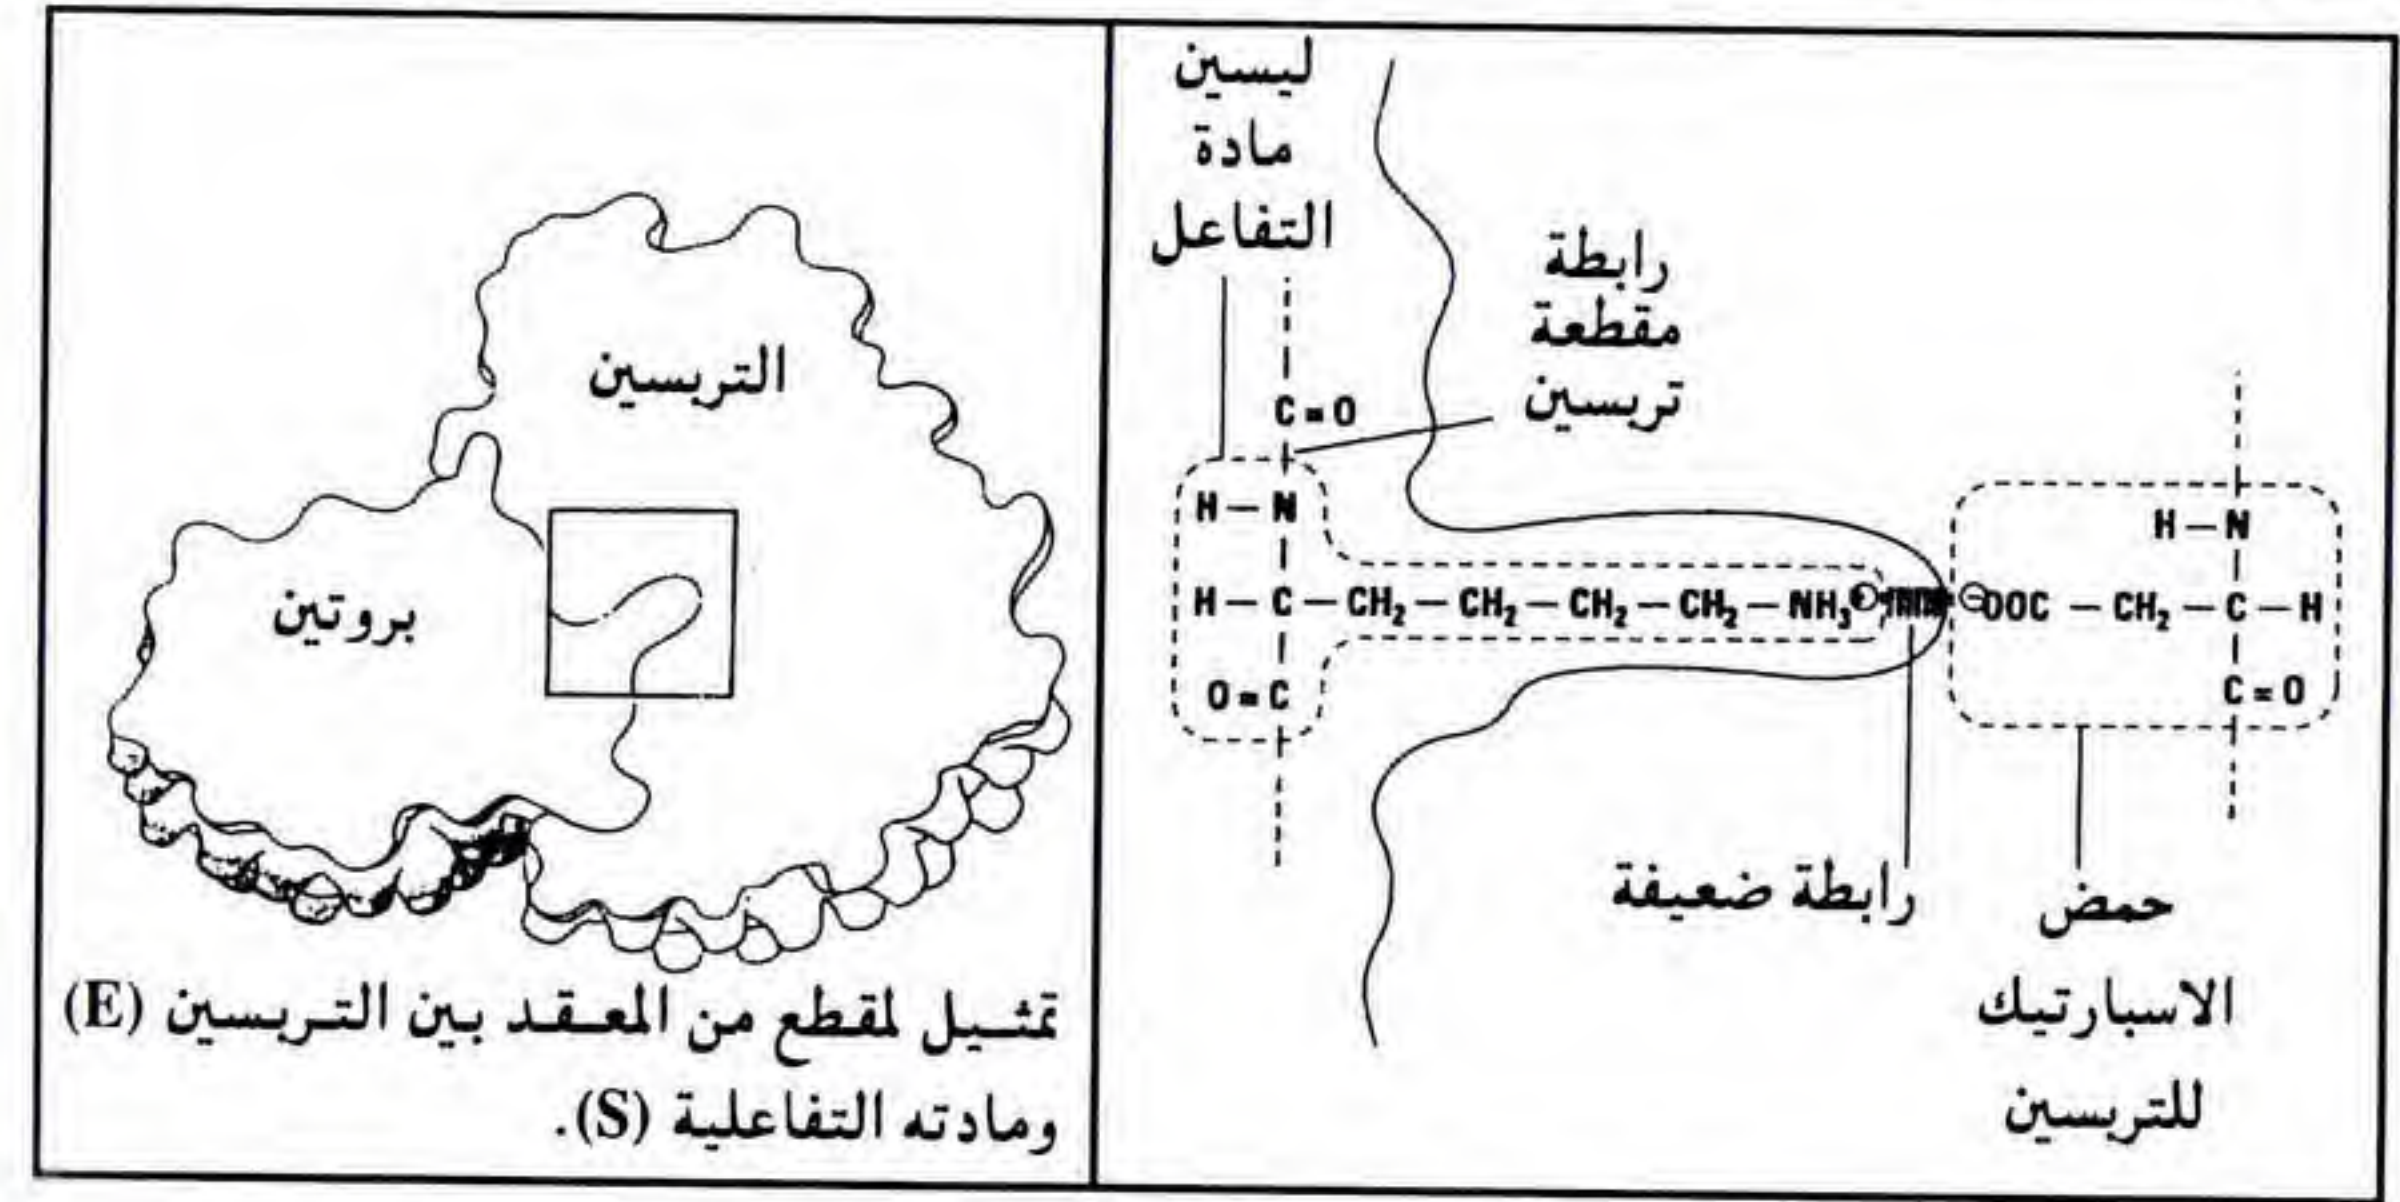 ليسين
مادة
التفاعل
رابطة
مقطعة
تربسين
C=O
H—N
H—C—CH₂—CH₂—CH₂—CH₂—NH₃⊕
O=C
⊖OOC—CH₂—C—H
H—N
C=O
رابطة ضعيفة
حمض
الاسبارتيك
للتربسين
التربسين
بروتين
تمثيل لمقطع من المعقد بين التربسين (E)
ومادته التفاعلية (S).